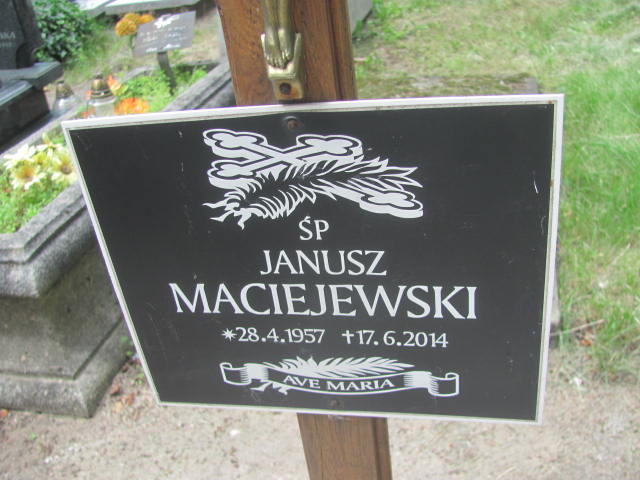 ŚP
JANUSZ
MACIEJEWSKI
*28.4.1957 †17.6.2014
AVE MARIA